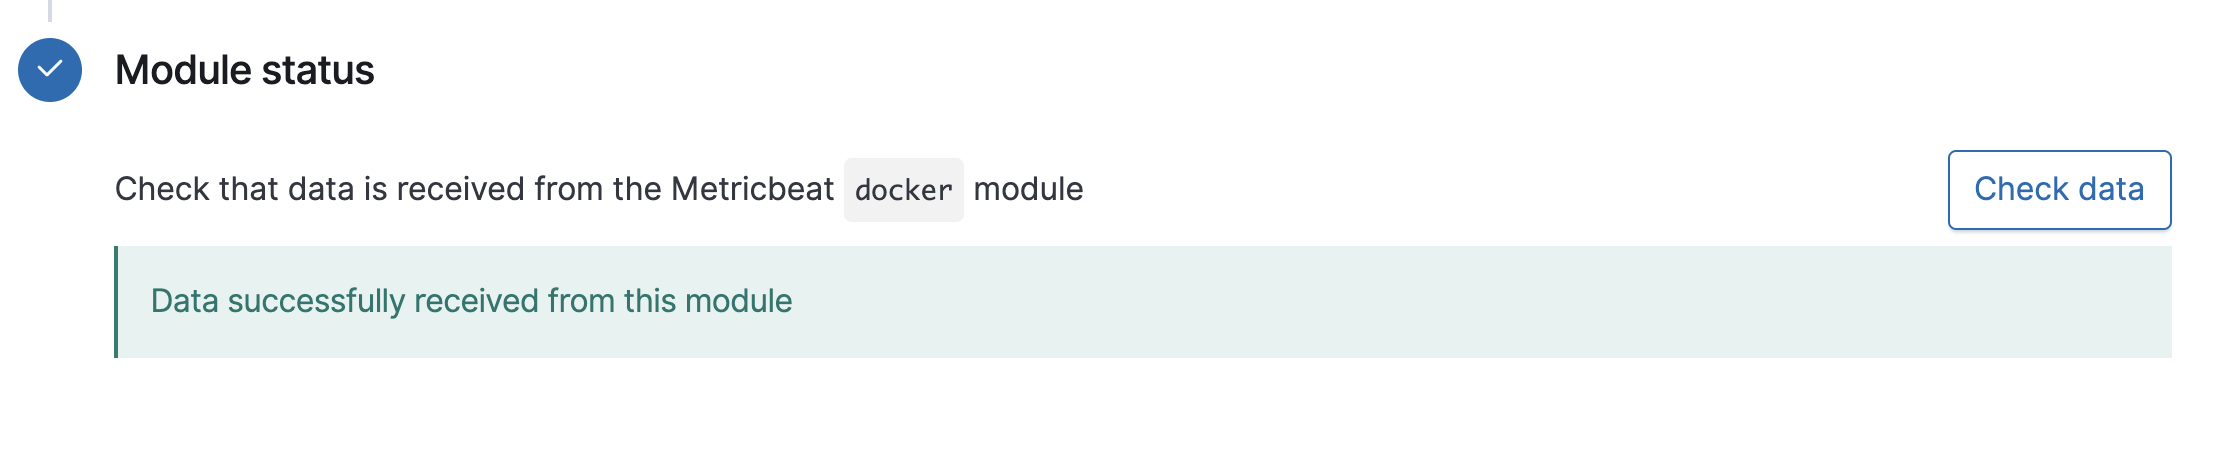 Module status
Check that data is received from the Metricbeat docker module
Check data
Data successfully received from this module